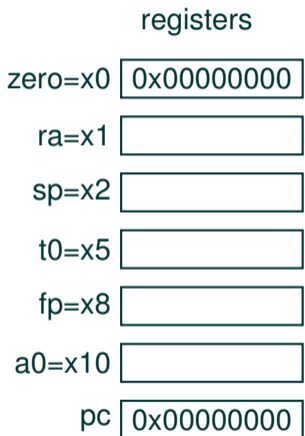 registers
zero=x0 0x00000000
ra=x1
sp=x2
t0=x5
fp=x8
a0=x10
pc 0x00000000